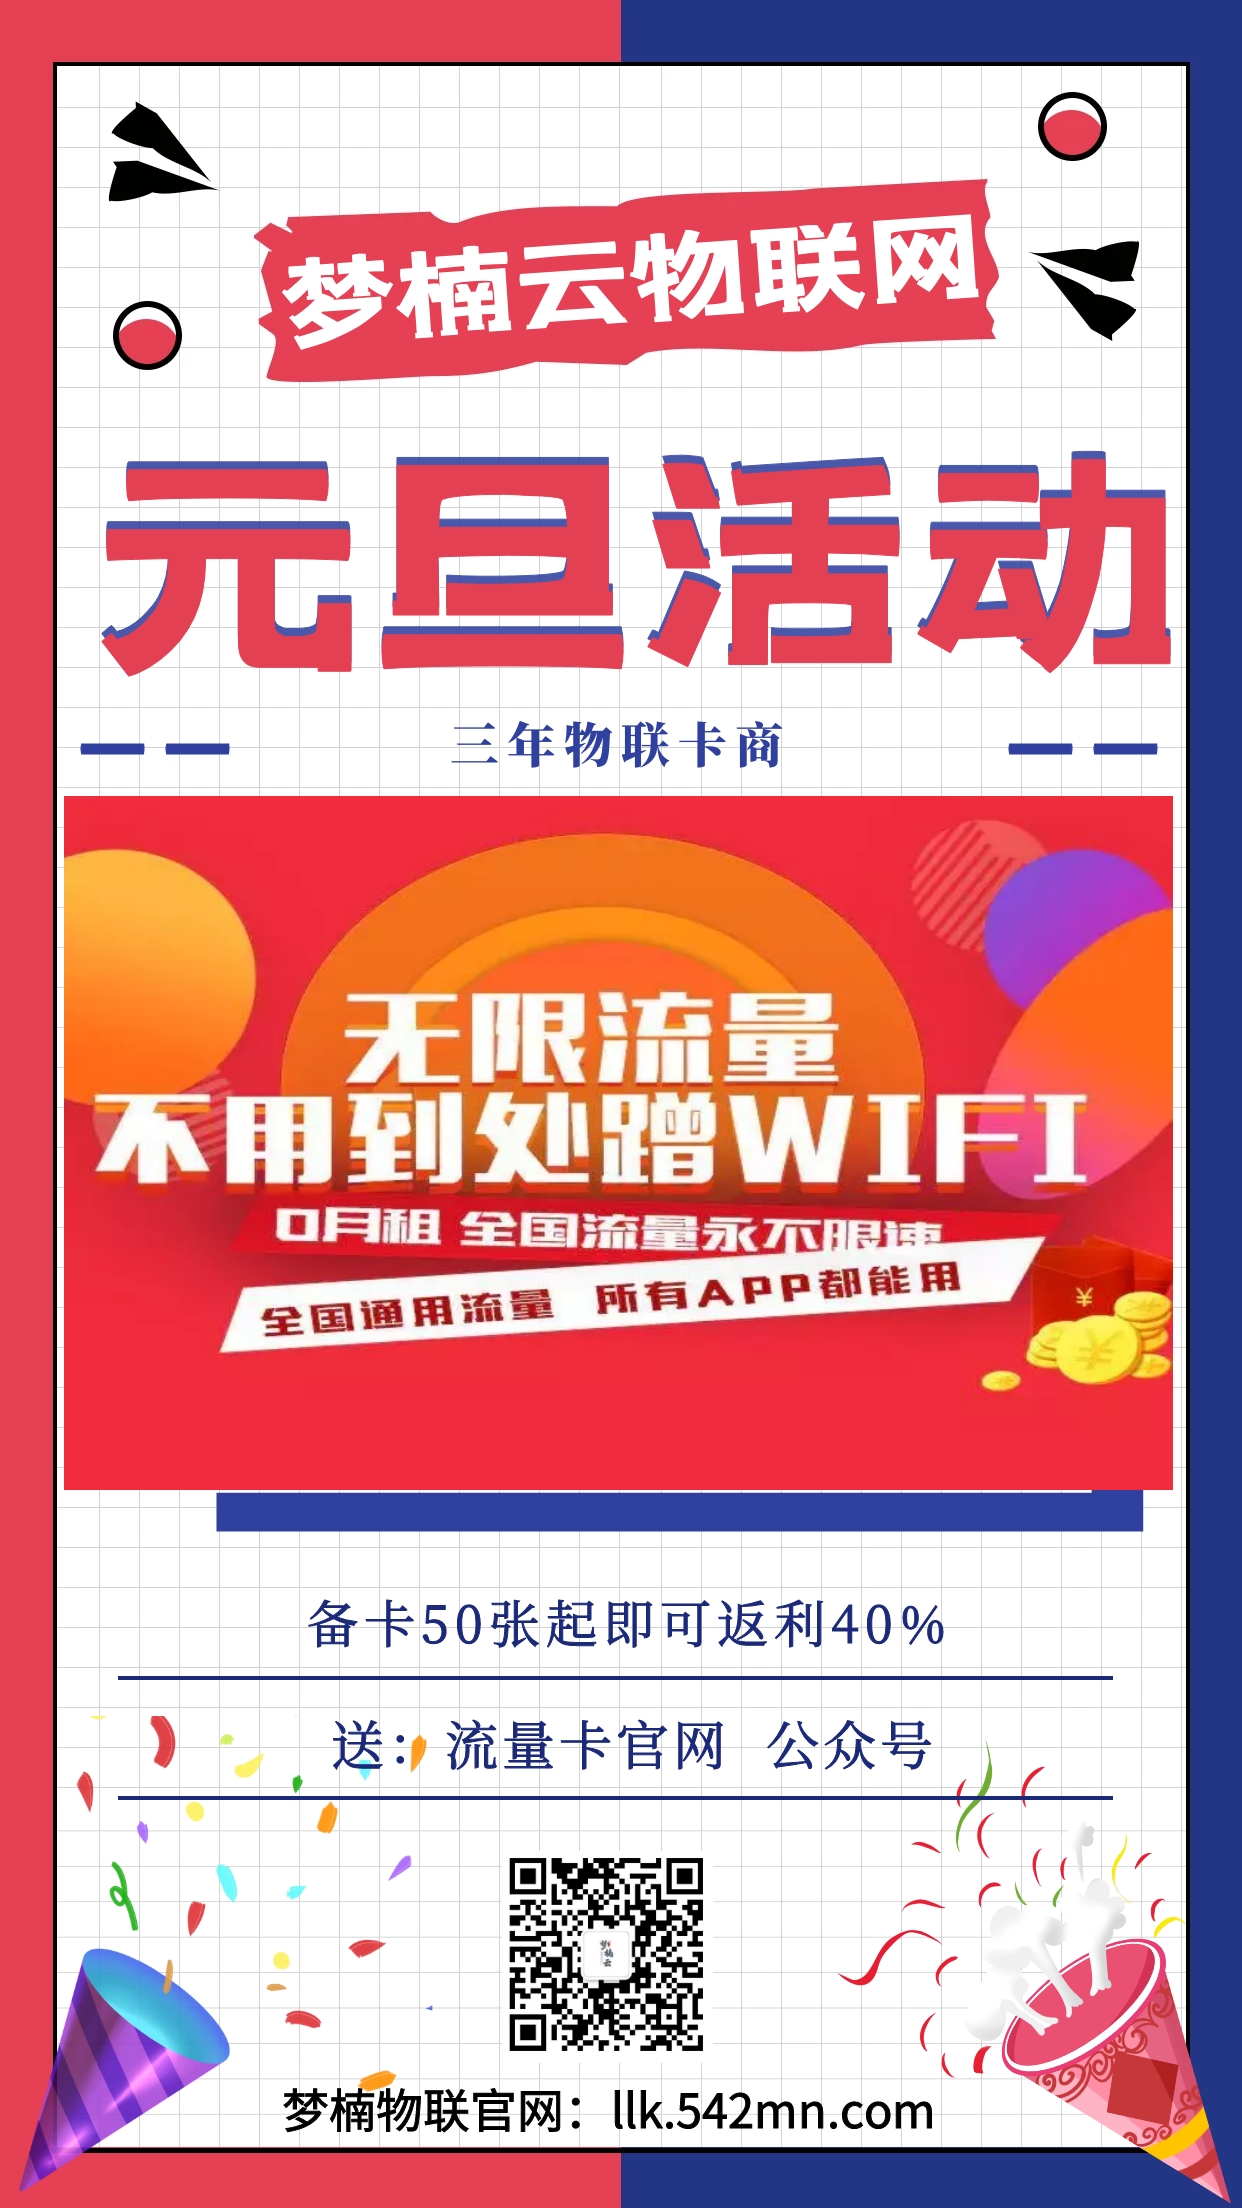 梦楠云物联网
元旦活动
三年物联卡商
无限流量
不用到处蹭WIFI
0月租 全国流量永不限速
全国通用流量 所有APP都能用
备卡50张起即可返利40%
送：流量卡官网 公众号
梦楠云
梦楠物联官网：llk.542mn.com